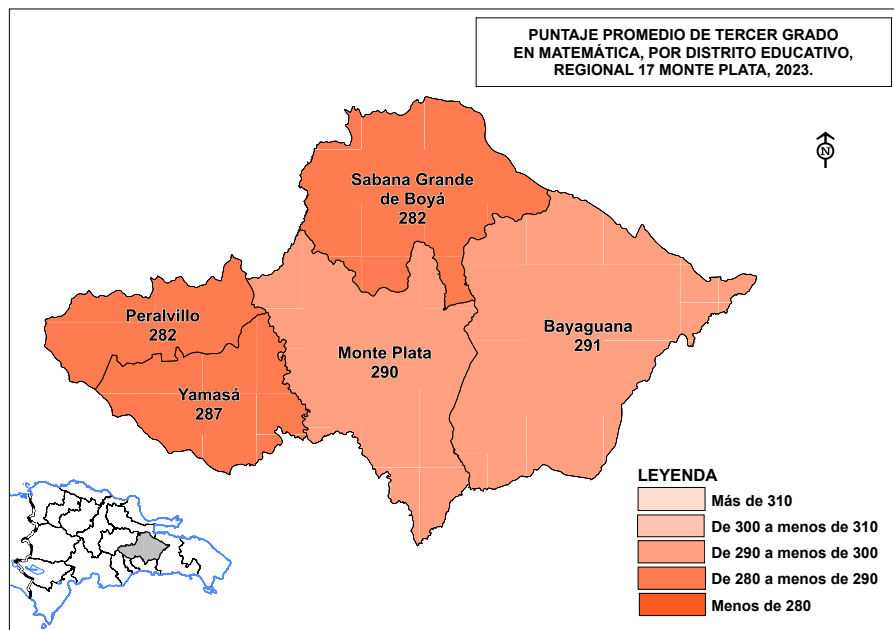 PUNTAJE PROMEDIO DE TERCER GRADO
EN MATEMÁTICA, POR DISTRITO EDUCATIVO,
REGIONAL 17 MONTE PLATA, 2023.
N
Sabana Grande
de Boyá
282
Peralvillo
282
Bayaguana
291
Monte Plata
290
Yamasá
287
LEYENDA
Más de 310
De 300 a menos de 310
De 290 a menos de 300
De 280 a menos de 290
Menos de 280